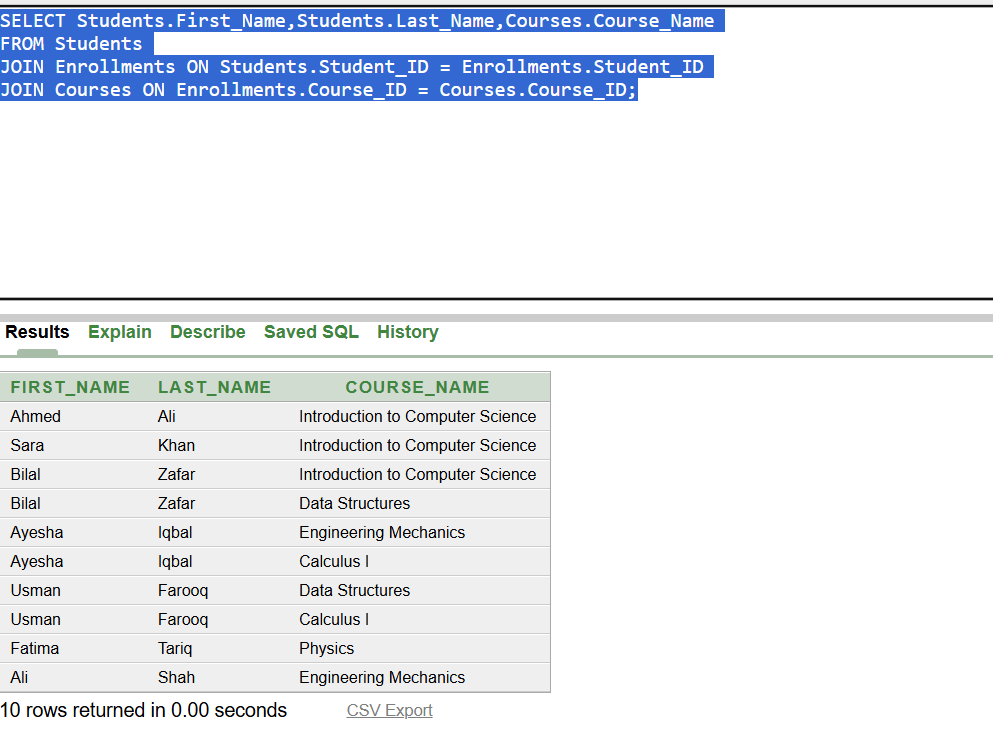 SELECT Students.First_Name,Students.Last_Name,Courses.Course_Name
FROM Students
JOIN Enrollments ON Students.Student_ID = Enrollments.Student_ID
JOIN Courses ON Enrollments.Course_ID = Courses.Course_ID;
Results Explain Describe Saved SQL History
FIRST_NAME LAST_NAME COURSE_NAME
Ahmed Ali Introduction to Computer Science
Sara Khan Introduction to Computer Science
Bilal Zafar Introduction to Computer Science
Bilal Zafar Data Structures
Ayesha Iqbal Engineering Mechanics
Ayesha Iqbal Calculus I
Usman Farooq Data Structures
Usman Farooq Calculus I
Fatima Tariq Physics
Ali Shah Engineering Mechanics
10 rows returned in 0.00 seconds CSV Export